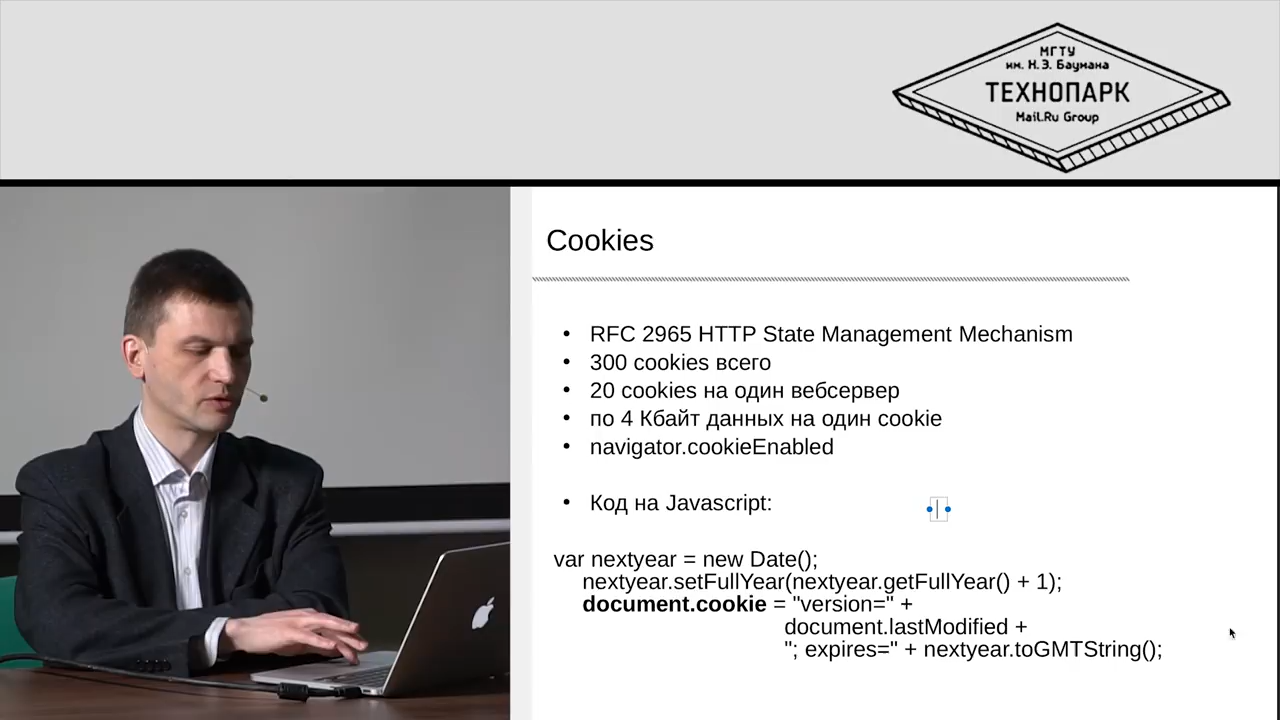 МГТУ
им. Н.Э. Баумана
ТЕХНОПАРК
Mail.Ru Group
Cookies
• RFC 2965 HTTP State Management Mechanism
• 300 cookies всего
• 20 cookies на один вебсервер
• по 4 Кбайт данных на один cookie
• navigator.cookieEnabled
• Код на Javascript:
var nextyear = new Date();
nextyear.setFullYear(nextyear.getFullYear() + 1);
document.cookie = "version=" +
document.lastModified +
"; expires=" + nextyear.toGMTString();